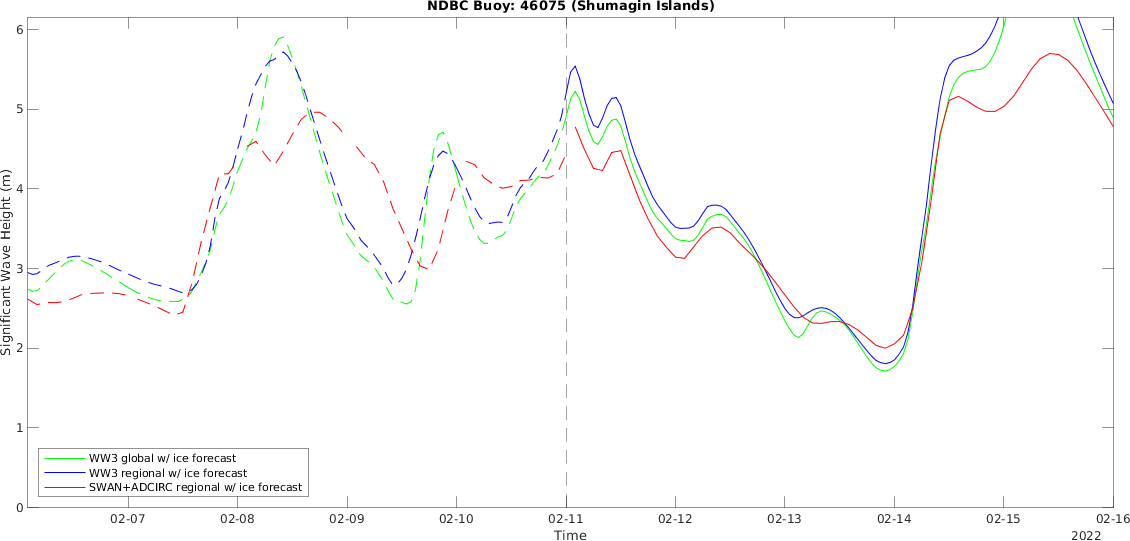 NDBC Buoy: 46075 (Shumagin Islands)
Significant Wave Height (m)
6
5
4
3
2
1
0
WW3 global w/ ice forecast
WW3 regional w/ ice forecast
SWAN+ADCIRC regional w/ ice forecast
02-07 02-08 02-09 02-10 02-11 02-12 02-13 02-14 02-15 02-16
Time
2022